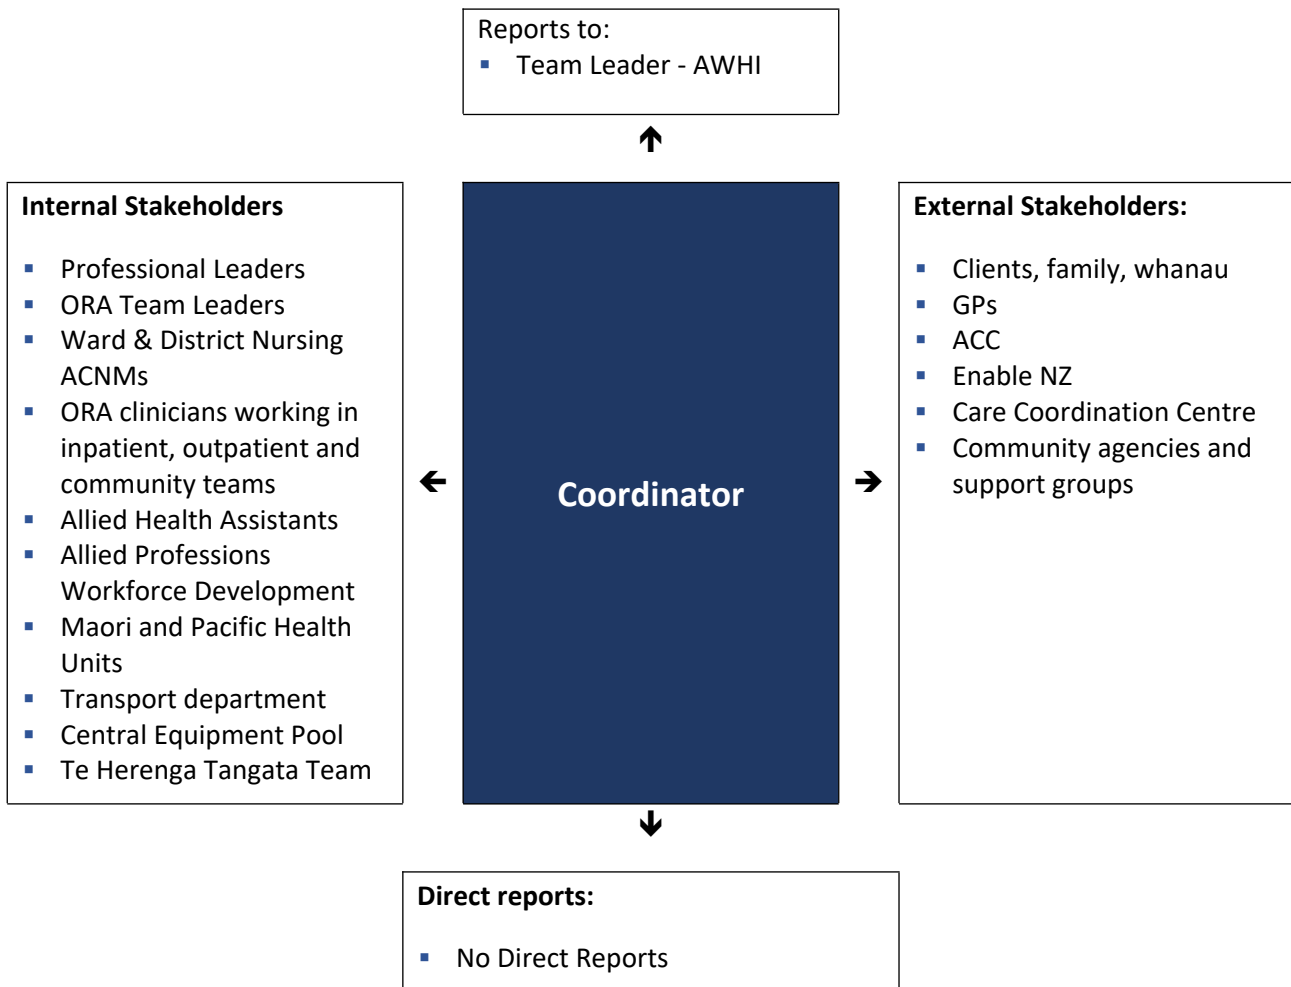 Reports to:
▪ Team Leader - AWHI
Internal Stakeholders
▪ Professional Leaders
▪ ORA Team Leaders
▪ Ward & District Nursing
ACNMs
▪ ORA clinicians working in
inpatient, outpatient and
community teams
▪ Allied Health Assistants
▪ Allied Professions
Workforce Development
▪ Maori and Pacific Health
Units
▪ Transport department
▪ Central Equipment Pool
▪ Te Herenga Tangata Team
Coordinator
External Stakeholders:
▪ Clients, family, whanau
▪ GPs
▪ ACC
▪ Enable NZ
▪ Care Coordination Centre
▪ Community agencies and
support groups
Direct reports:
▪ No Direct Reports